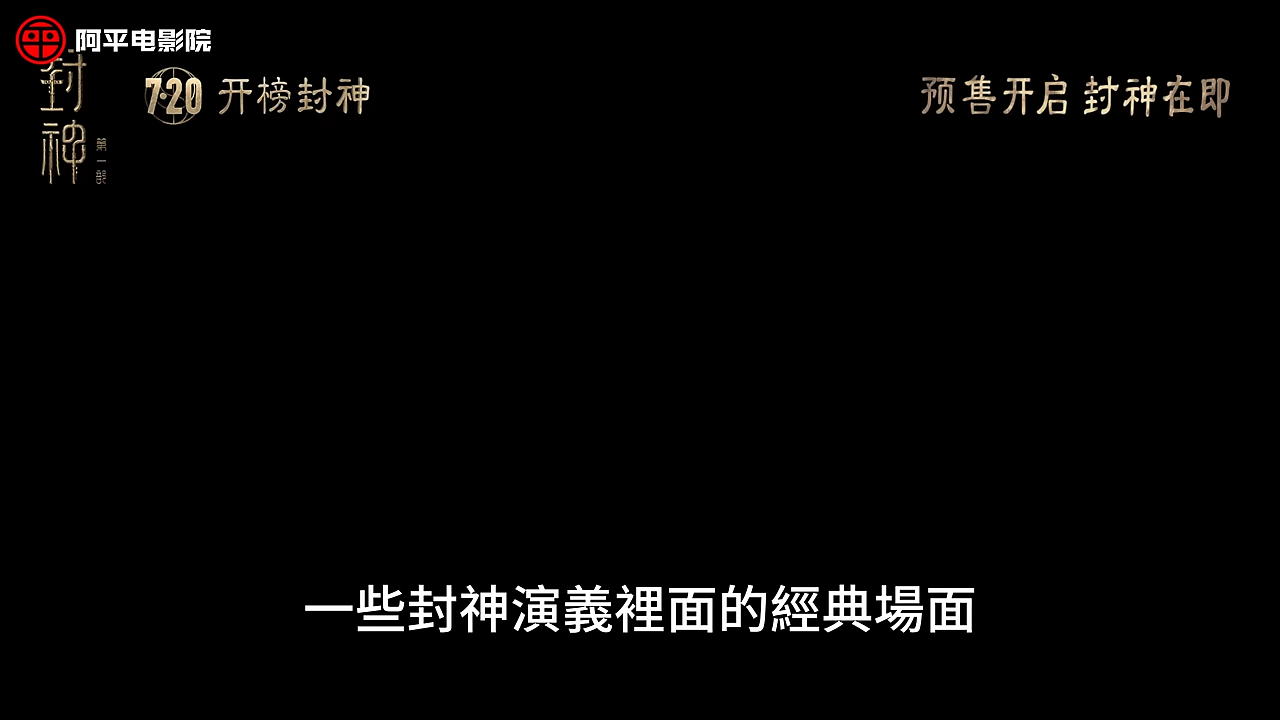 阿平电影院
封神
第一部
7·20 开榜封神
预售开启 封神在即
一些封神演義裡面的經典場面